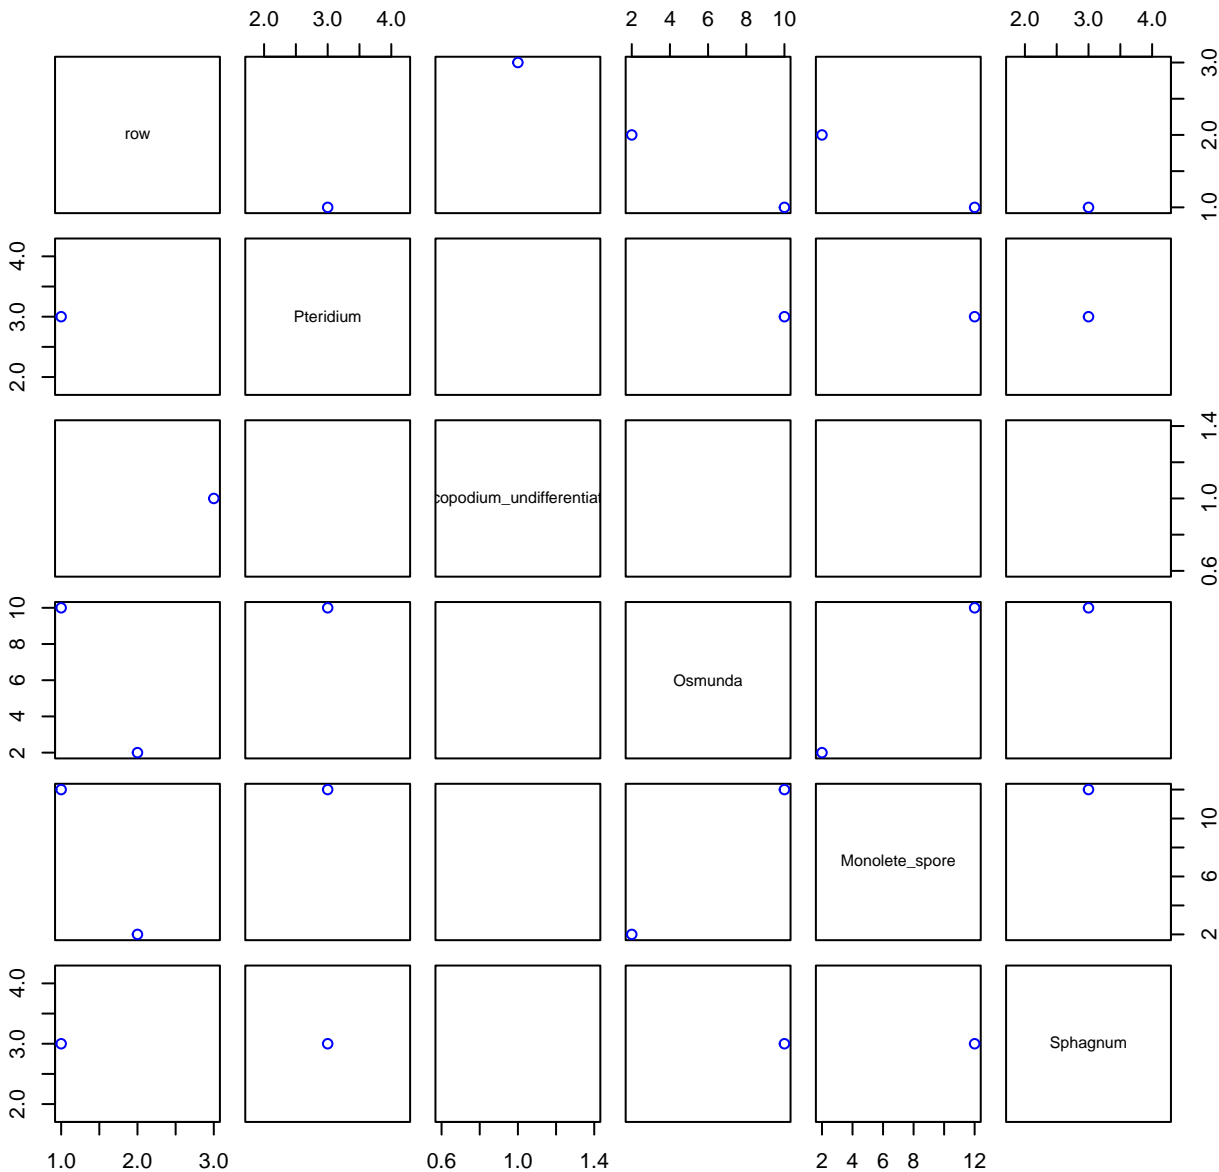 2.0 3.0 4.0 2 4 6 8 10 2.0 3.0 4.0
row 1.0 2.0 3.0
2.0 3.0 4.0 Pteridium
copodium_undifferentiat 0.6 1.0 1.4
2 4 6 8 10 Osmunda
Monolete_spore 2 6 10
2.0 3.0 4.0 Sphagnum
1.0 2.0 3.0 0.6 1.0 1.4 2 4 6 8 12